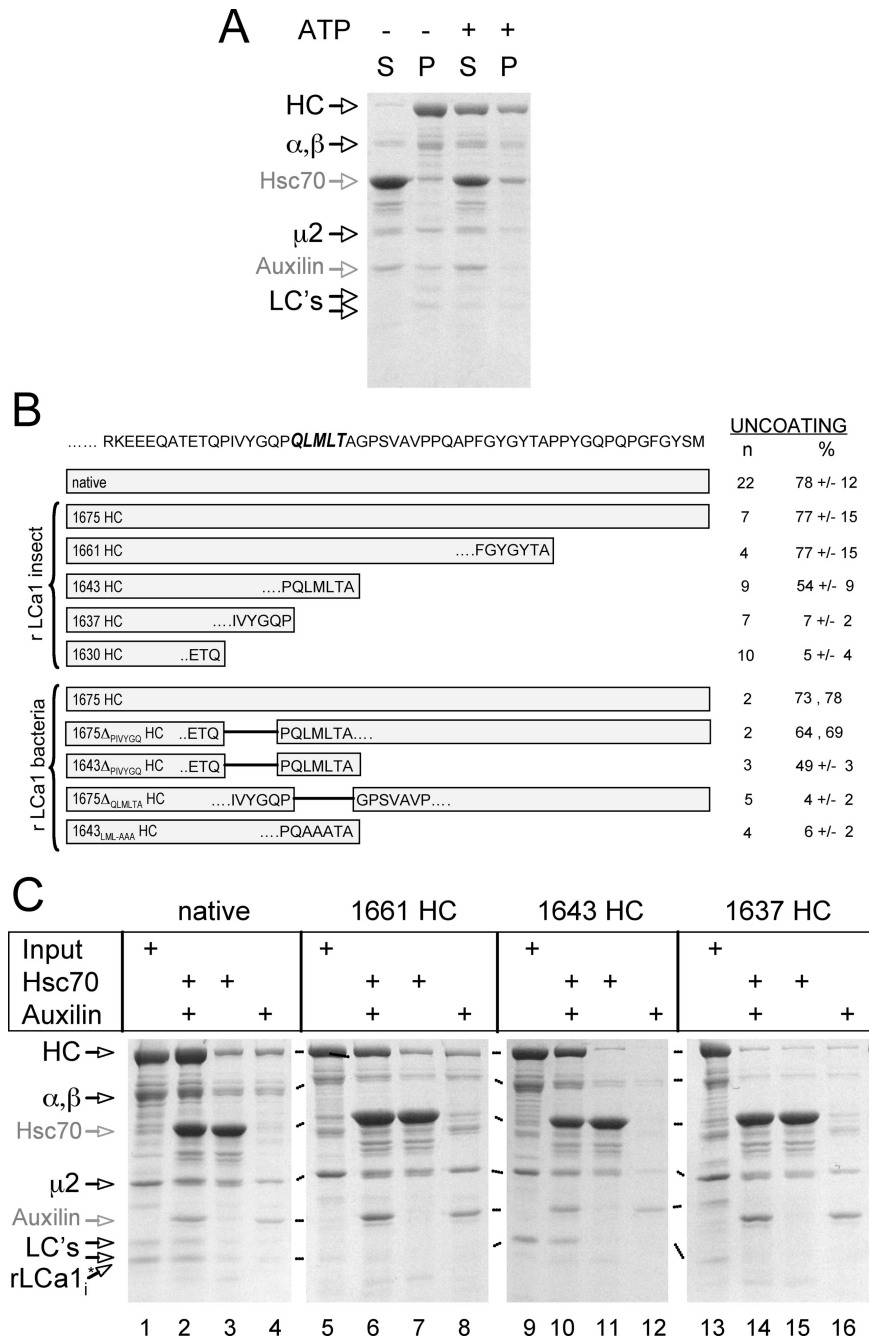 A
ATP - - + +
S P S P
HC
α,β
Hsc70
μ2
Auxilin
LC's
B
UNCOATING
n %
...... RKEEEQATETQPIVYGQPQLMLTAGPSVAVPPQAPFGYGYTAPPYGQPQPGFGYSM
native 22 78 +/- 12
r LCa1 insect
1675 HC 7 77 +/- 15
1661 HC ....FGYGYTA 4 77 +/- 15
1643 HC ....PQLMLTA 9 54 +/- 9
1637 HC ....IVYGQP 7 7 +/- 2
1630 HC ..ETQ 10 5 +/- 4
r LCa1 bacteria
1675 HC 2 73 , 78
1675ΔPIVYGQ HC ..ETQ PQLMLTA.... 2 64 , 69
1643ΔPIVYGQ HC ..ETQ PQLMLTA 3 49 +/- 3
1675ΔQLMLTA HC ....IVYGQP GPSVAVP.... 5 4 +/- 2
1643LML-AAA HC ....PQAAATA 4 6 +/- 2
C
native 1661 HC 1643 HC 1637 HC
Input + + + +
Hsc70 + + + + + + + +
Auxilin + + + + + + + +
HC
α,β
Hsc70
μ2
Auxilin
LC's
rLCa1i*
1 2 3 4 5 6 7 8 9 10 11 12 13 14 15 16